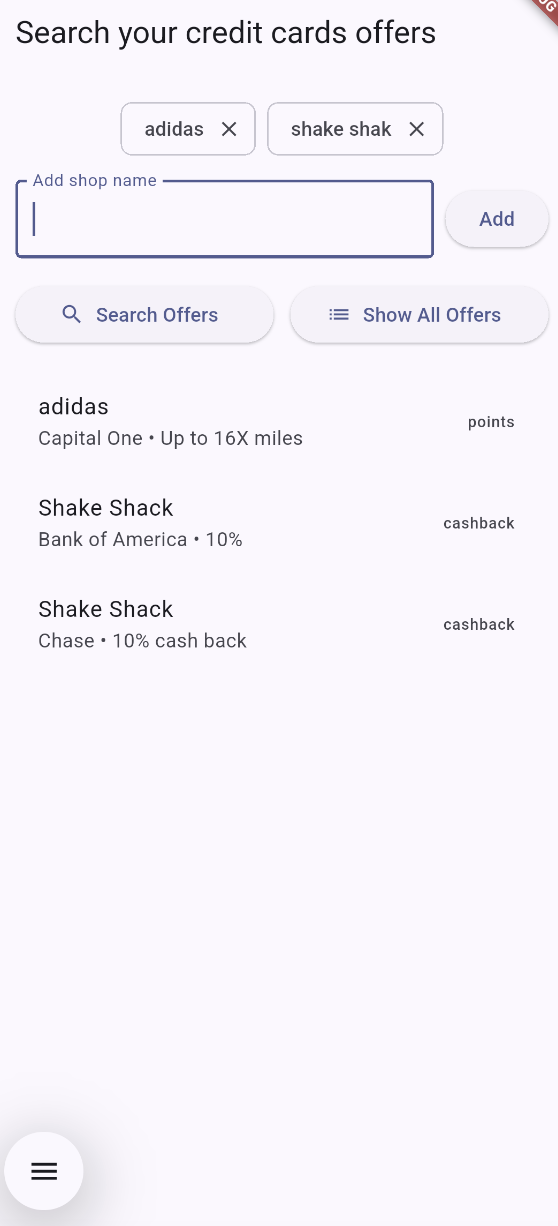 Search your credit cards offers
adidas
shake shak
Add shop name
Add
Search Offers
Show All Offers
adidas
Capital One • Up to 16X miles
points
Shake Shack
Bank of America • 10%
cashback
Shake Shack
Chase • 10% cash back
cashback